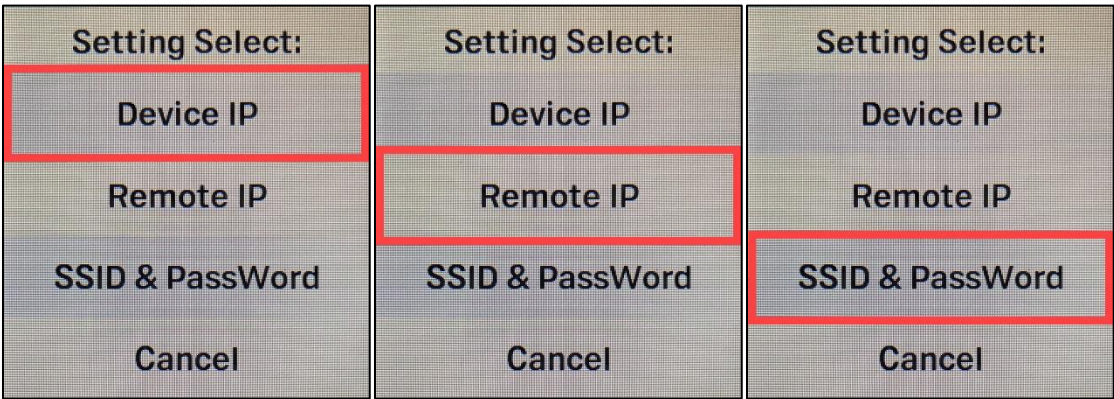 Setting Select:
Device IP
Remote IP
SSID & PassWord
Cancel
Setting Select:
Device IP
Remote IP
SSID & PassWord
Cancel
Setting Select:
Device IP
Remote IP
SSID & PassWord
Cancel